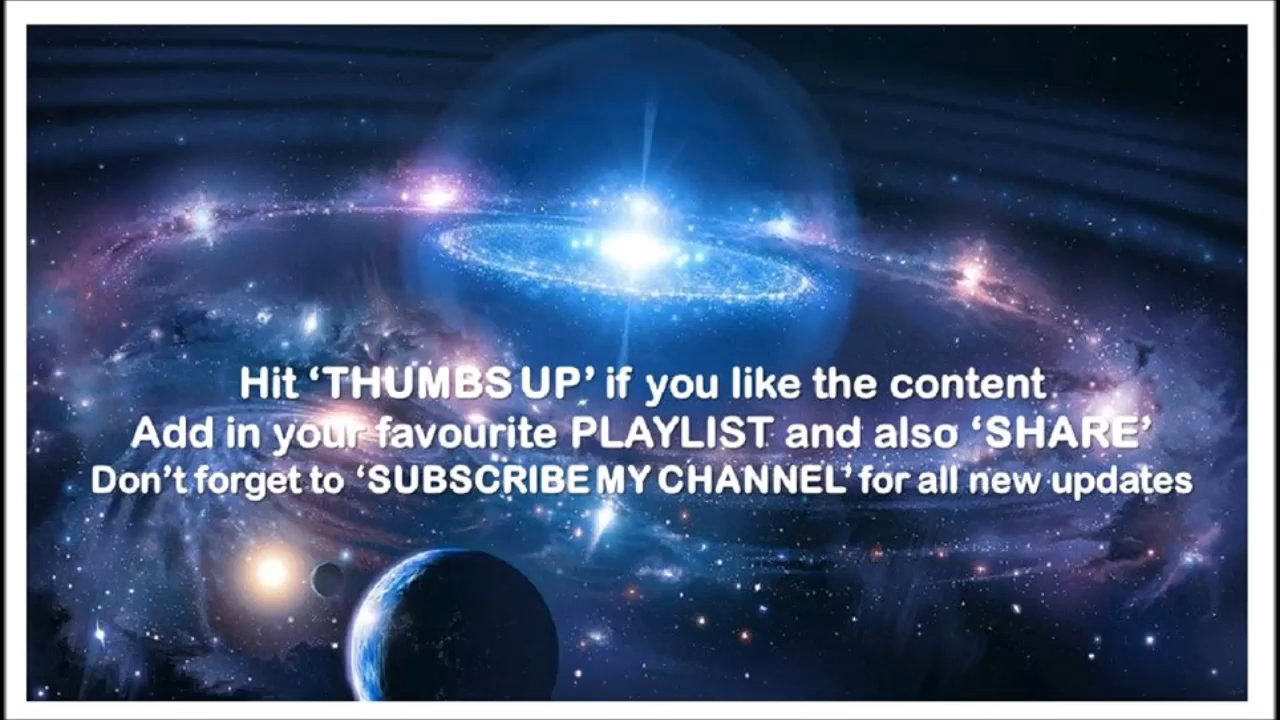 Hit ‘THUMBS UP’ if you like the content
Add in your favourite PLAYLIST and also ‘SHARE’
Don’t forget to ‘SUBSCRIBE MY CHANNEL’ for all new updates